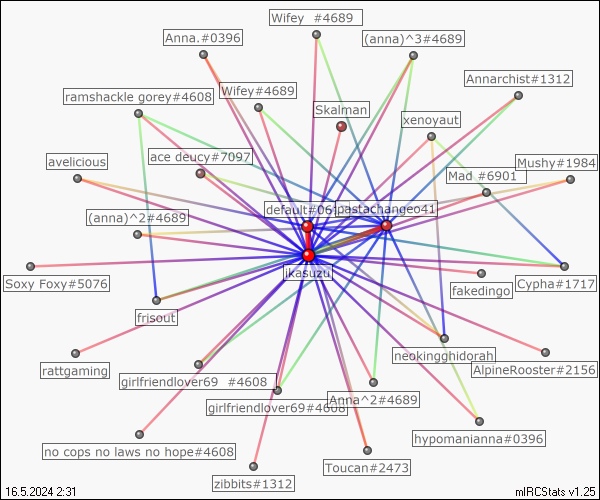 Wifey  #4689
Anna.#0396
(anna)^3#4689
Annarchist#1312
ramshackle gorey#4608
Wifey#4689
Skalman
xenoyaut
avelicious
ace deucy#7097
Mad #6901
Mushy#1984
(anna)^2#4689
pastachangeo41
ikasuzu
Soxy Foxy#5076
fakedingo
Cypha#1717
frisout
rattgaming
neokingghidorah
AlpineRooster#2156
girlfriendlover69  #4608
girlfriendlover69#4608
Anna^2#4689
hypomanianna#0396
no cops no laws no hope#4608
Toucan#2473
zibbits#1312
16.5.2024 2:31
mIRCStats v1.25